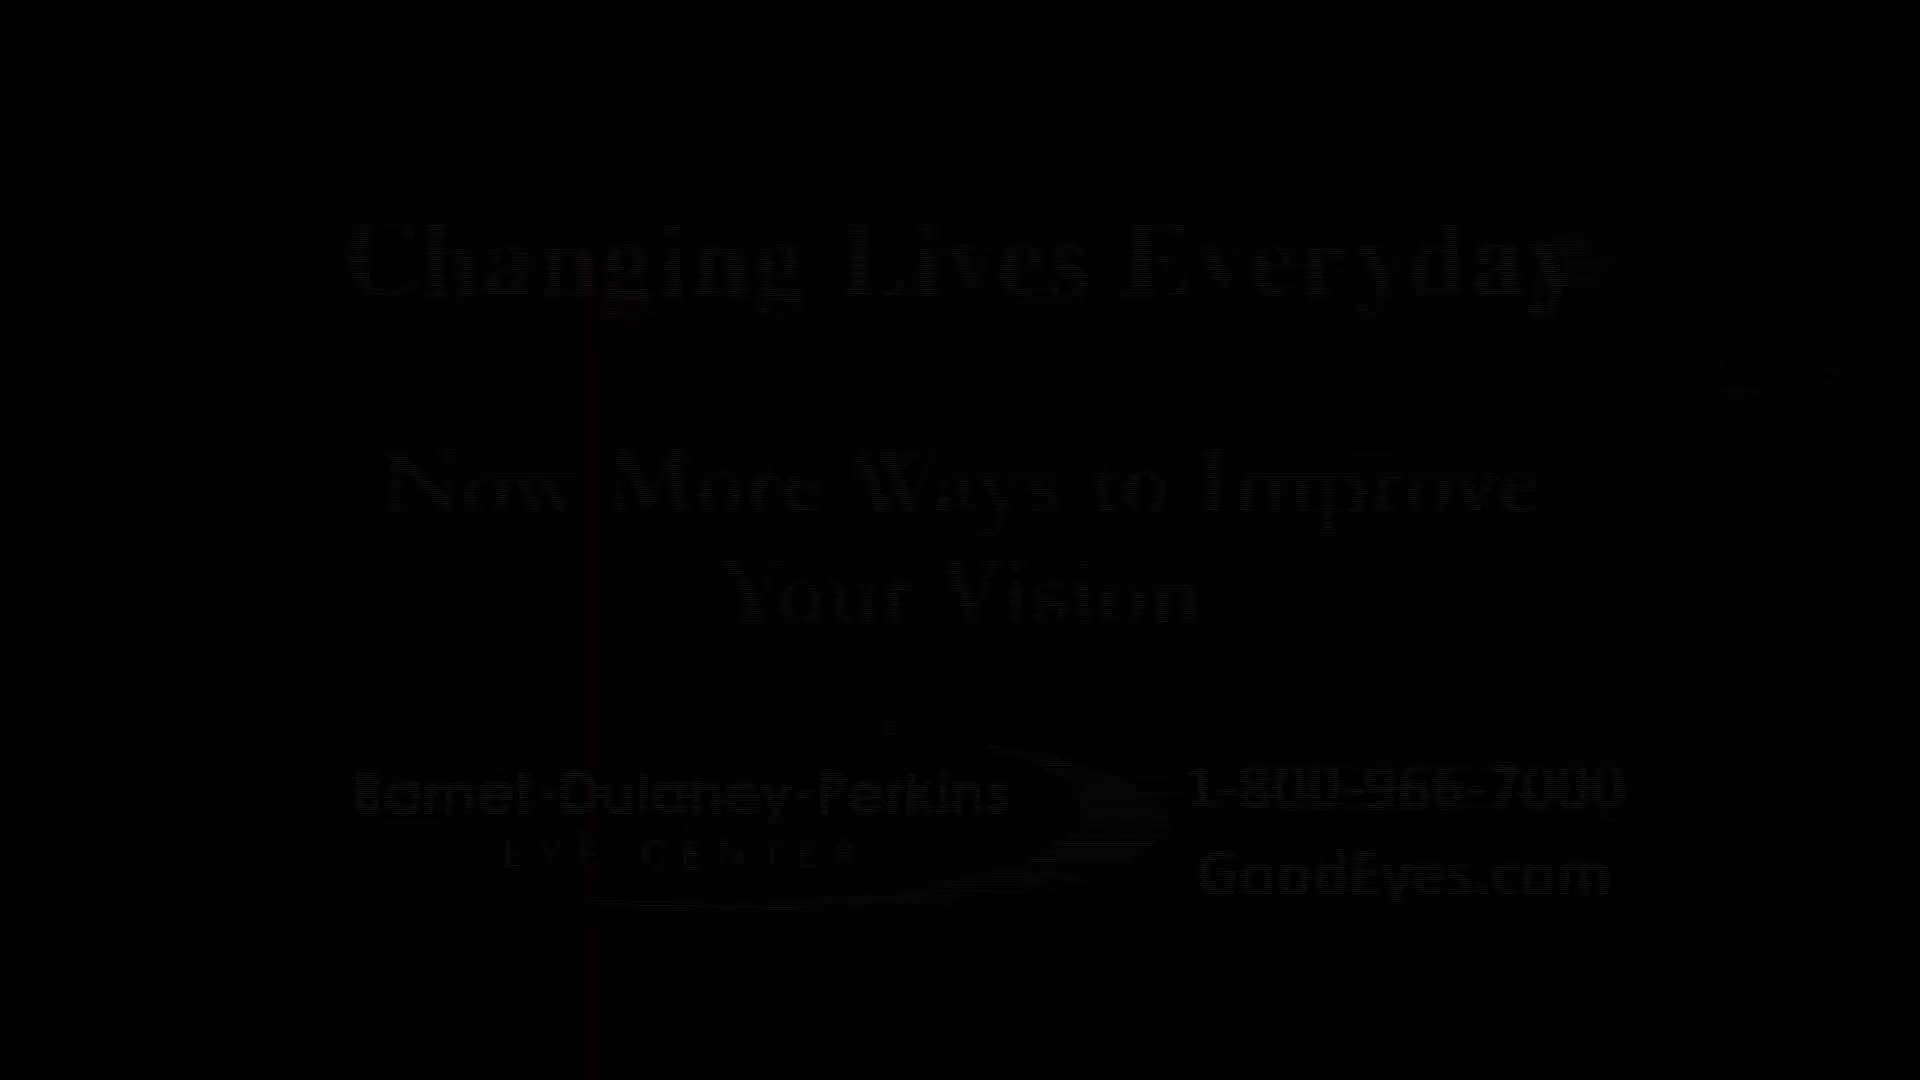 Changing Lives Everyday
Now More Ways to Improve
Your Vision
Barnet·Dulaney·Perkins
EYE CENTER
1-800-966-7000
GoodEyes.com